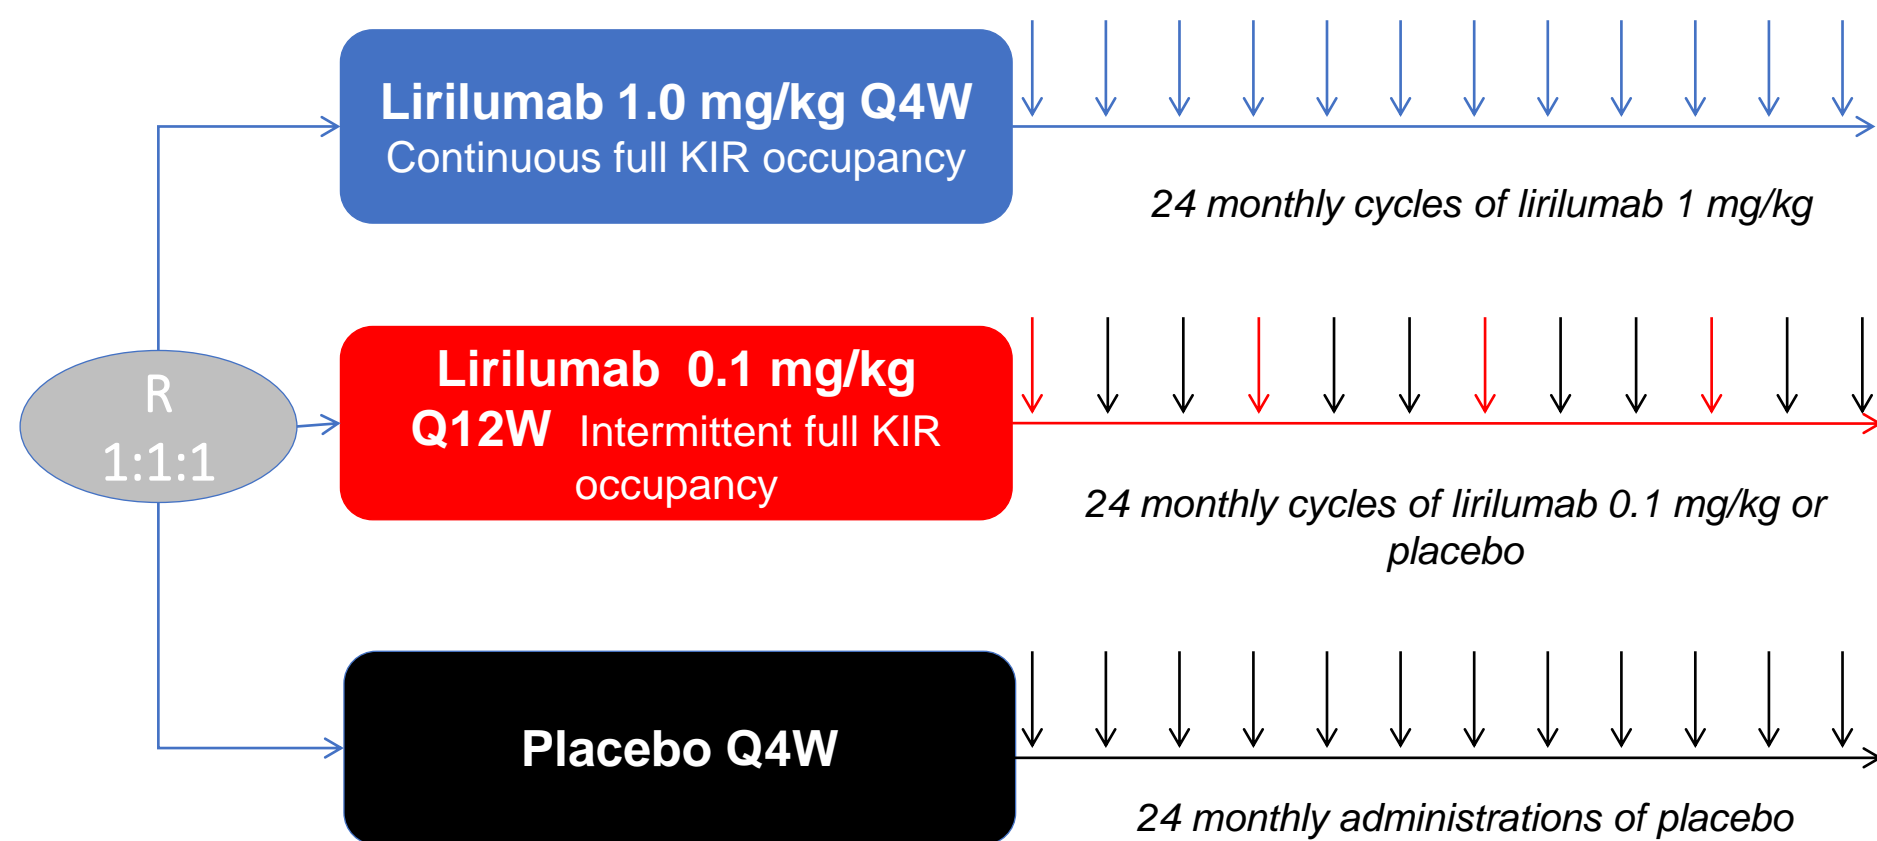 Lirilumab 1.0 mg/kg Q4W
Continuous full KIR occupancy
24 monthly cycles of lirilumab 1 mg/kg
R
1:1:1
Lirilumab 0.1 mg/kg
Q12W Intermittent full KIR
occupancy
24 monthly cycles of lirilumab 0.1 mg/kg or
placebo
Placebo Q4W
24 monthly administrations of placebo